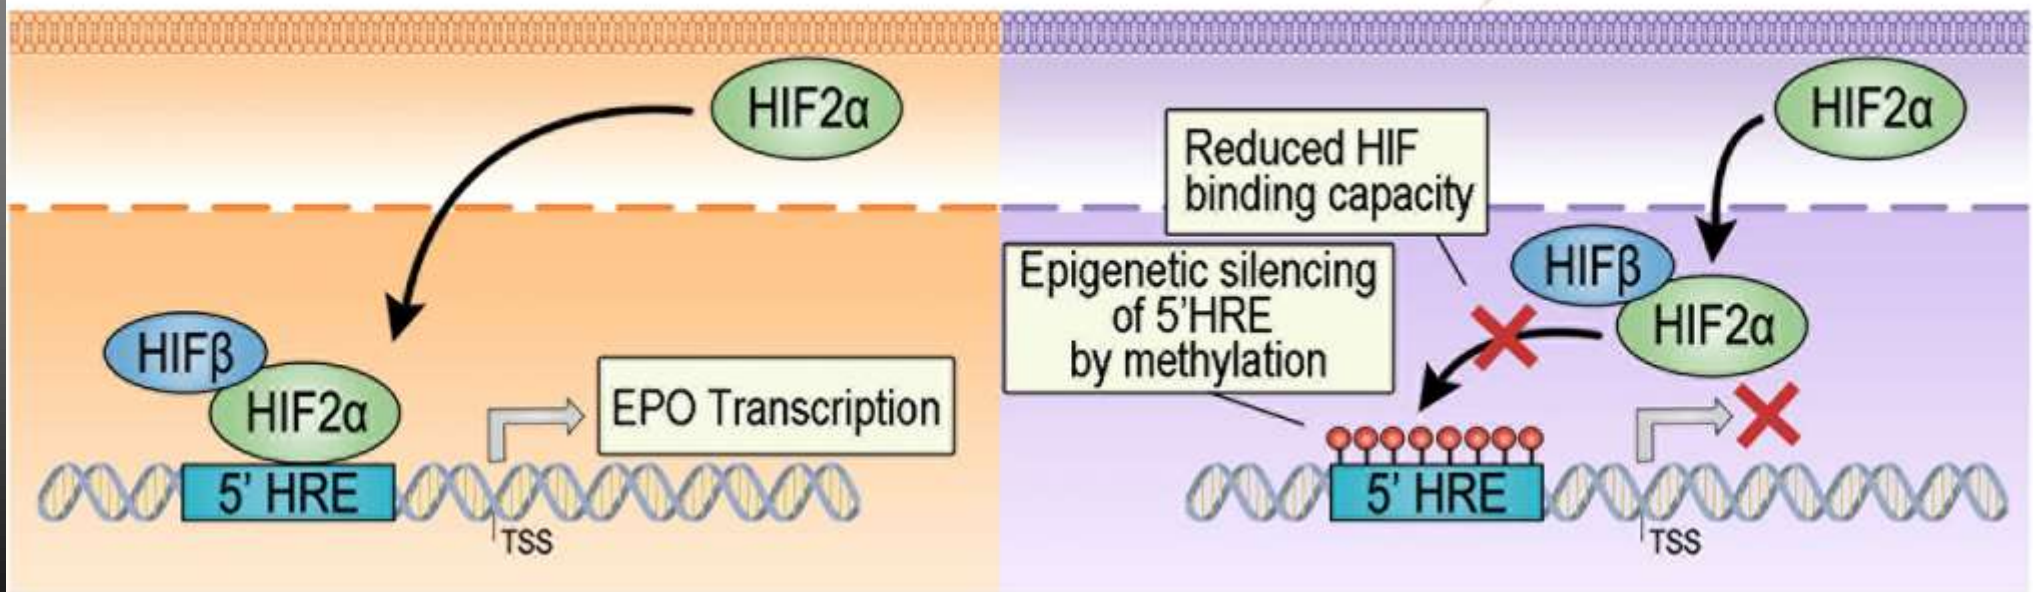 HIF2α
HIFβ
HIF2α
EPO Transcription
5' HRE
TSS
HIF2α
Reduced HIF
binding capacity
Epigenetic silencing
of 5'HRE
by methylation
HIFβ
HIF2α
5' HRE
TSS